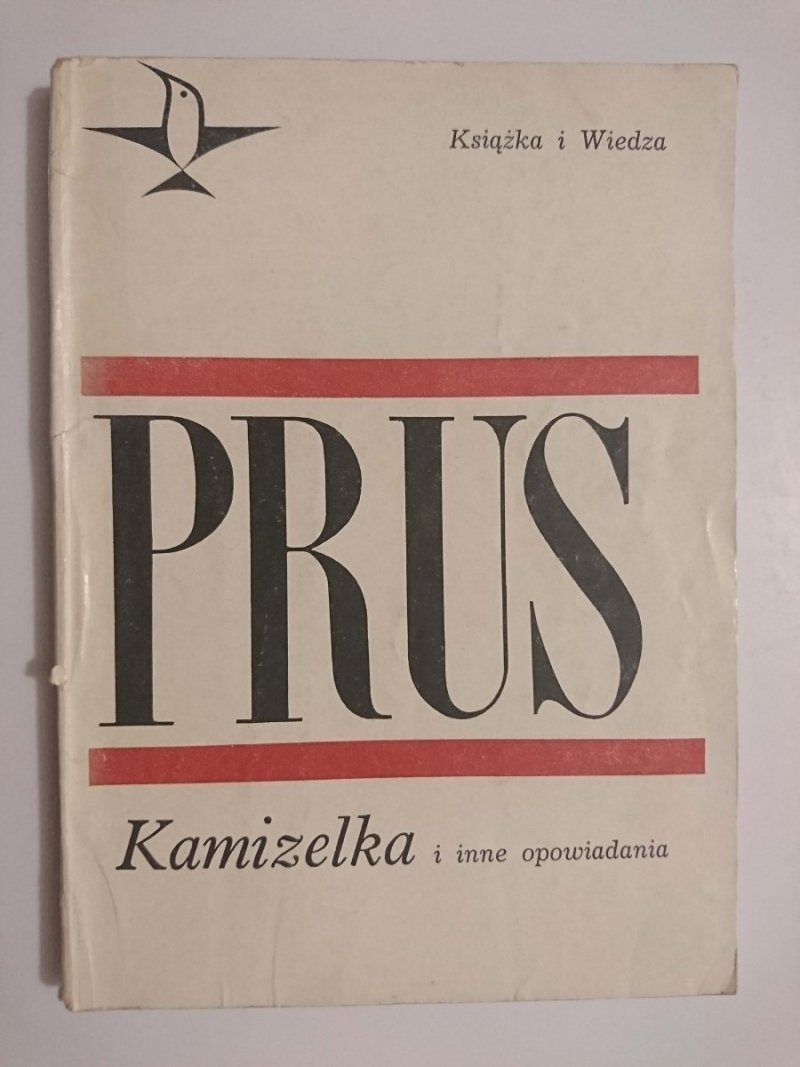 Książka i Wiedza
PRUS
Kamizelka i inne opowiadania